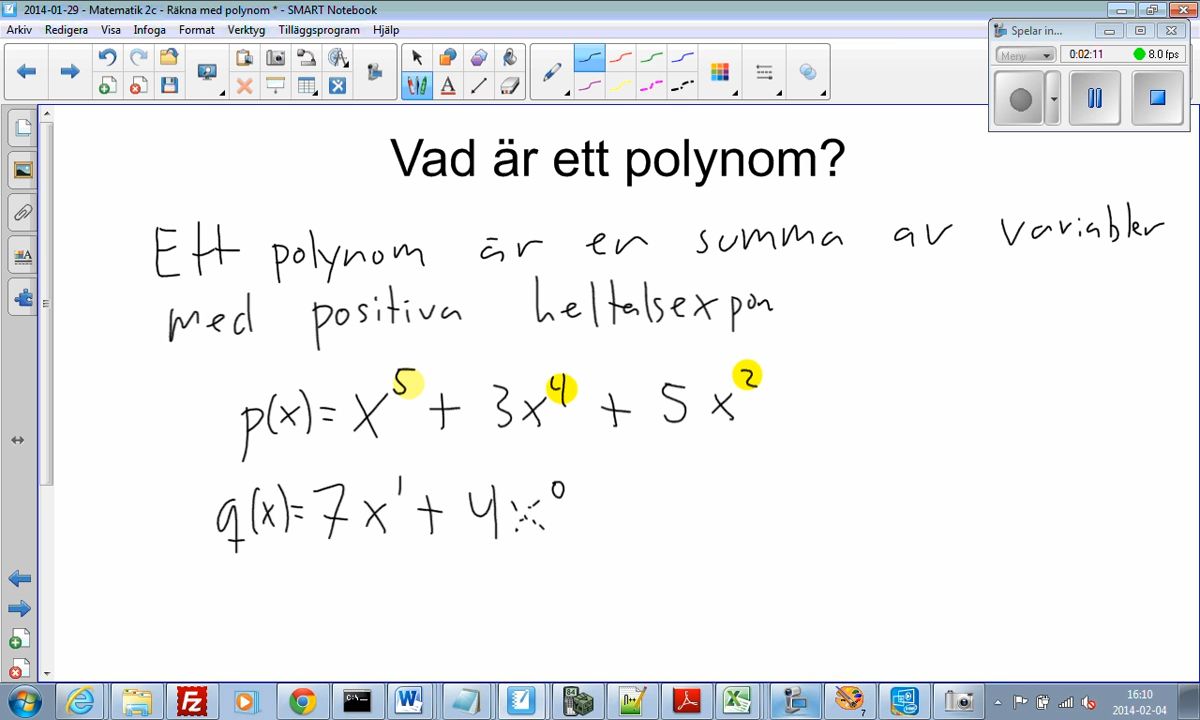 2014-01-29 - Matematik 2c - Räkna med polynom * - SMART Notebook
Arkiv Redigera Visa Infoga Format Verktyg Tilläggsprogram Hjälp
Spelar in...
Meny 0:02:11 8.0 fps
Vad är ett polynom?
Ett polynom är en summa av variabler
med positiva heltalsexpon
p(x)= x⁵ + 3x⁴ + 5x²
q(x)= 7x¹ + 4x⁰
16:10
2014-02-04